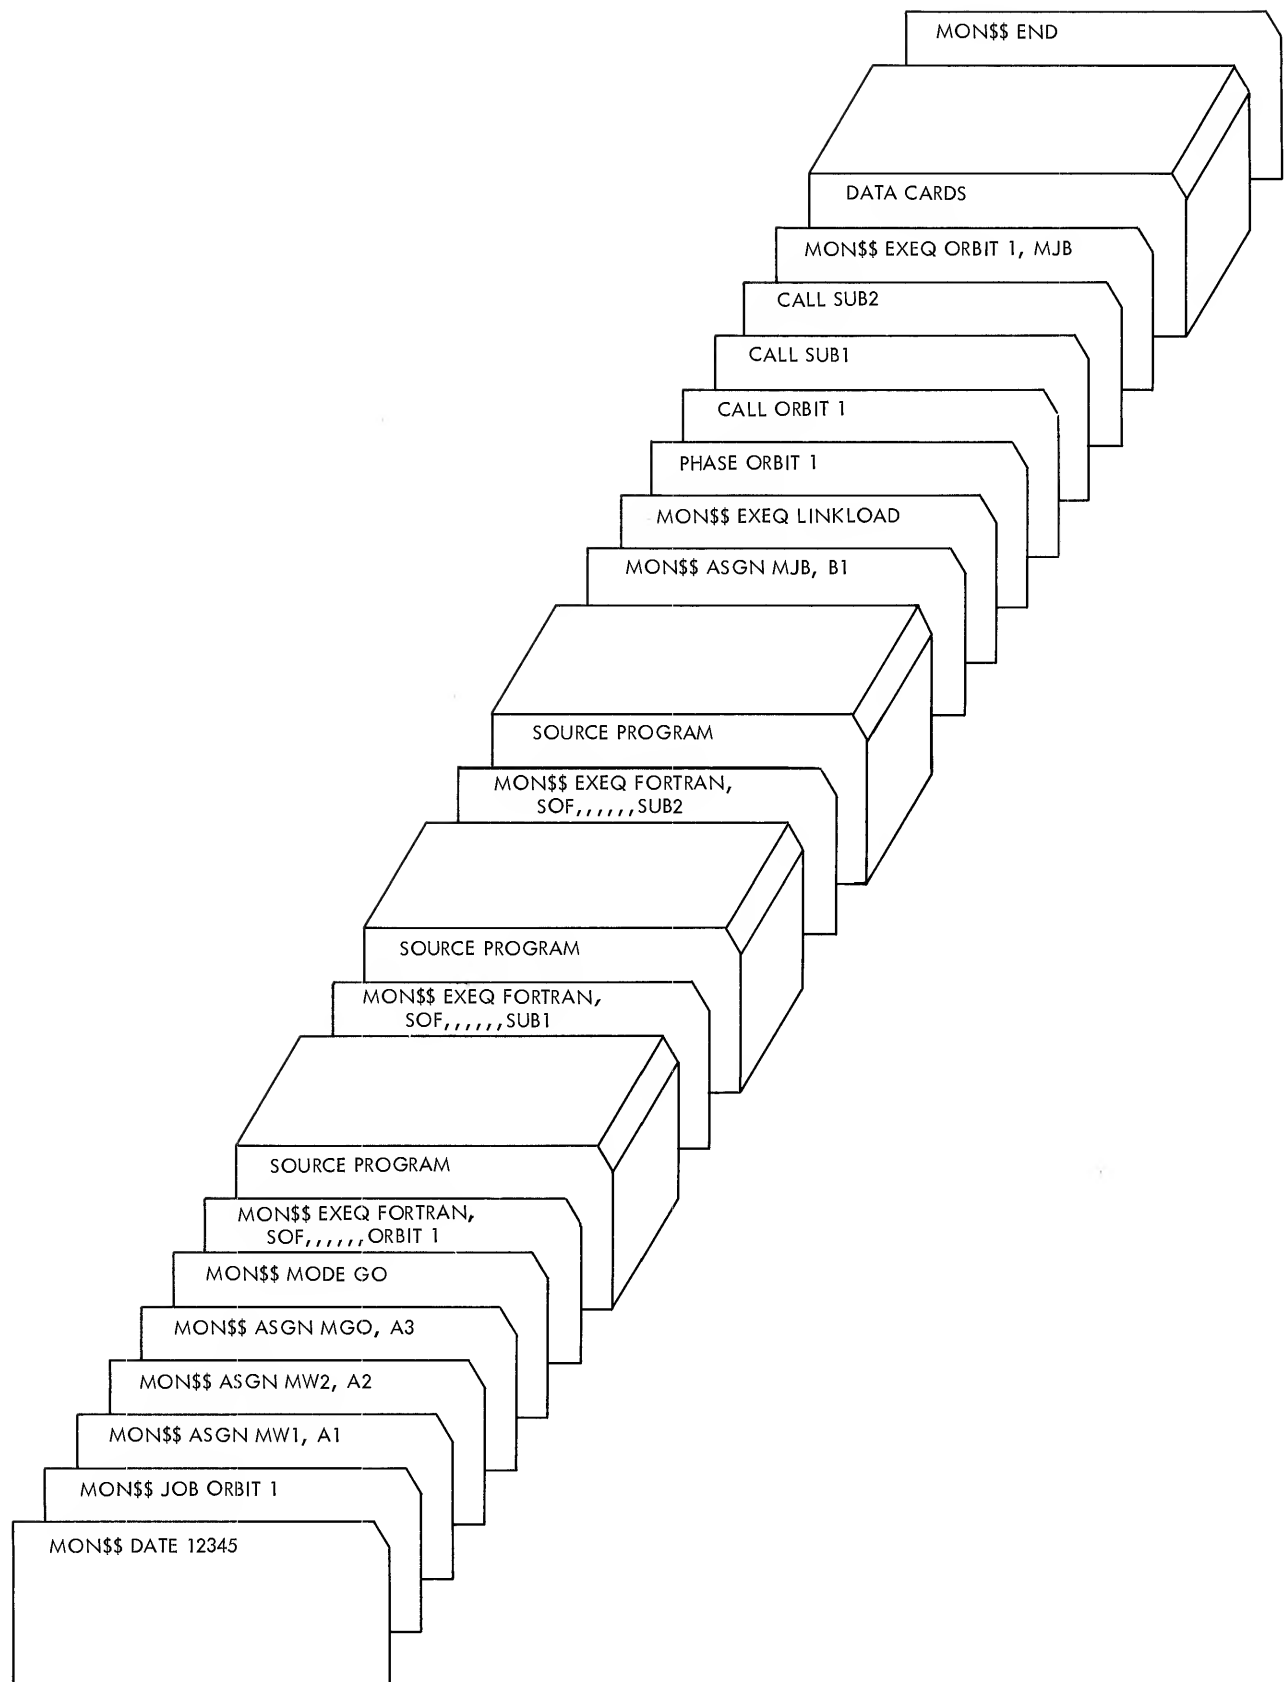 MON$$ END
DATA CARDS
MON$$ EXEQ ORBIT 1, MJB
CALL SUB2
CALL SUB1
CALL ORBIT 1
PHASE ORBIT 1
MON$$ EXEQ LINKLOAD
MON$$ ASGN MJB, B1
SOURCE PROGRAM
MON$$ EXEQ FORTRAN,
SOF,,,,,,SUB2
SOURCE PROGRAM
MON$$ EXEQ FORTRAN,
SOF,,,,,,SUB1
SOURCE PROGRAM
MON$$ EXEQ FORTRAN,
SOF,,,,,,ORBIT 1
MON$$ MODE GO
MON$$ ASGN MGO, A3
MON$$ ASGN MW2, A2
MON$$ ASGN MW1, A1
MON$$ JOB ORBIT 1
MON$$ DATE 12345